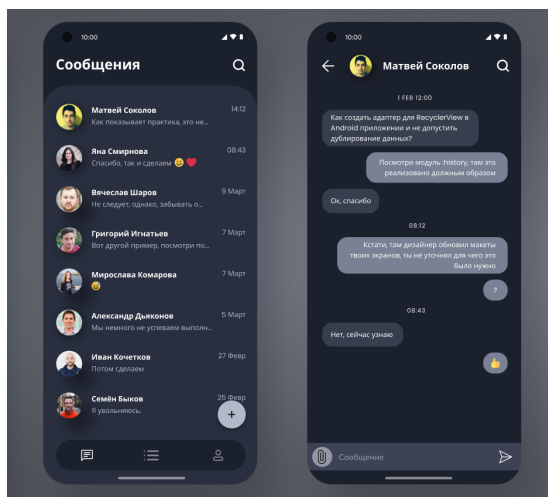 10:00
Сообщения
Матвей Соколов
14:12
Как показывает практика, это не...
Яна Смирнова
08:43
Спасибо, так и сделаем 😀 ❤️
Вячеслав Шаров
9 Март
Не следует, однако, забывать о...
Григорий Игнатьев
7 Март
Вот другой пример, посмотри по...
Мирослава Комарова
7 Март
😅
Александр Дьяконов
5 Март
Мы немного не успеваем выполн...
Иван Кочетков
27 Февр
Потом сделаем
Семён Быков
25 Февр
Я увольняюсь.
+
10:00
Матвей Соколов
1 FEB 12:00
Как создать адаптер для RecyclerView в
Android приложении и не допустить
дублирование данных?
Посмотри модуль :history, там это
реализовано должным образом
Ок, спасибо
08:12
Кстати, там дизайнер обновил макеты
твоих экранов, ты не уточнял для чего это
было нужно
?
08:43
Нет, сейчас узнаю
👍
Сообщение